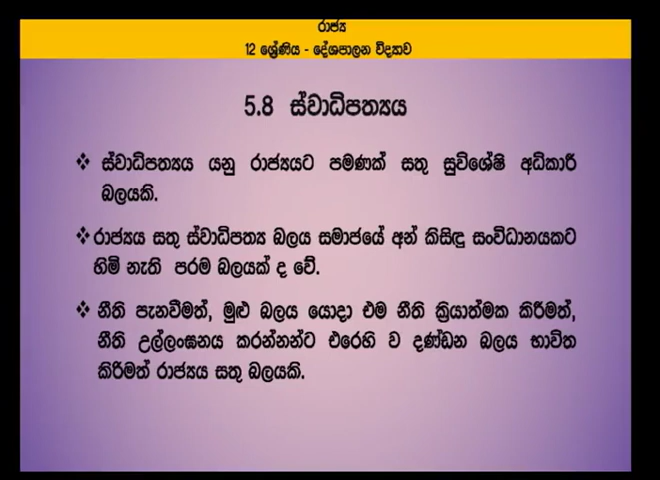 රාජ්‍ය
12 ශ්‍රේණිය - දේශපාලන විද්‍යාව
5.8 ස්වාධිපත්‍යය
❖ ස්වාධිපත්‍යය යනු රාජ්‍යයට පමණක් සතු සුවිශේෂි අධිකාරී
බලයකි.
❖ රාජ්‍යය සතු ස්වාධිපත්‍ය බලය සමාජයේ අන් කිසිඳු සංවිධානයකට
හිමි නැති පරම බලයක් ද වේ.
❖ නීති පැනවීමත්, මුළු බලය යොදා එම නීති ක්‍රියාත්මක කිරීමත්,
නීති උල්ලංඝනය කරන්නන්ට එරෙහි ව දණ්ඩන බලය භාවිත
කිරීමත් රාජ්‍යය සතු බලයකි.